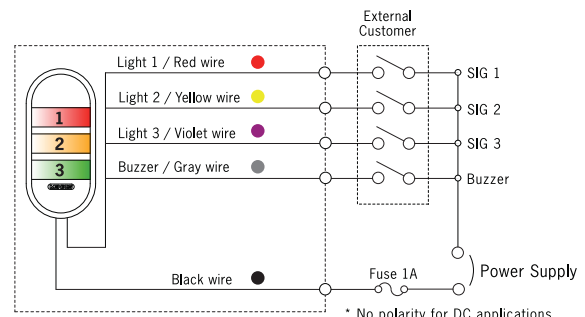 External
Customer
Light 1 / Red wire
SIG 1
Light 2 / Yellow wire
SIG 2
1
Light 3 / Violet wire
SIG 3
2
Buzzer / Gray wire
Buzzer
3
Black wire
Fuse 1A
Power Supply
* No polarity for DC applications